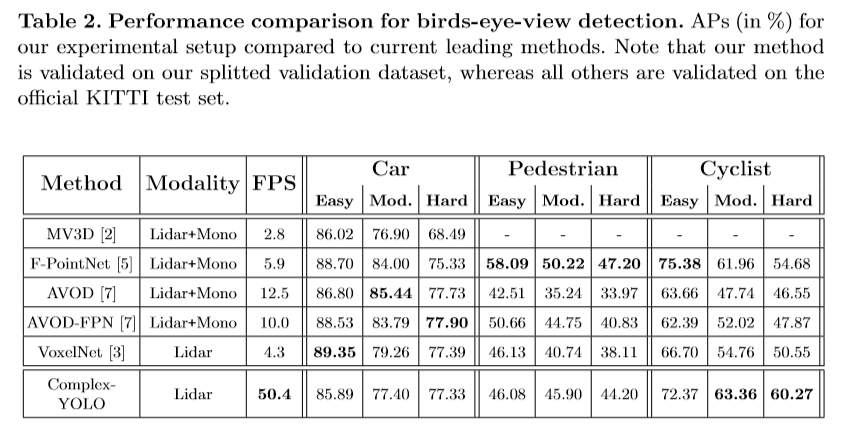 Table 2. Performance comparison for birds-eye-view detection. APs (in %) for
our experimental setup compared to current leading methods. Note that our method
is validated on our splitted validation dataset, whereas all others are validated on the
official KITTI test set.
Method Modality FPS Car Pedestrian Cyclist
Easy Mod. Hard Easy Mod. Hard Easy Mod. Hard
MV3D [2] Lidar+Mono 2.8 86.02 76.90 68.49 - - - - - -
F-PointNet [5] Lidar+Mono 5.9 88.70 84.00 75.33 58.09 50.22 47.20 75.38 61.96 54.68
AVOD [7] Lidar+Mono 12.5 86.80 85.44 77.73 42.51 35.24 33.97 63.66 47.74 46.55
AVOD-FPN [7] Lidar+Mono 10.0 88.53 83.79 77.90 50.66 44.75 40.83 62.39 52.02 47.87
VoxelNet [3] Lidar 4.3 89.35 79.26 77.39 46.13 40.74 38.11 66.70 54.76 50.55
Complex-
YOLO Lidar 50.4 85.89 77.40 77.33 46.08 45.90 44.20 72.37 63.36 60.27